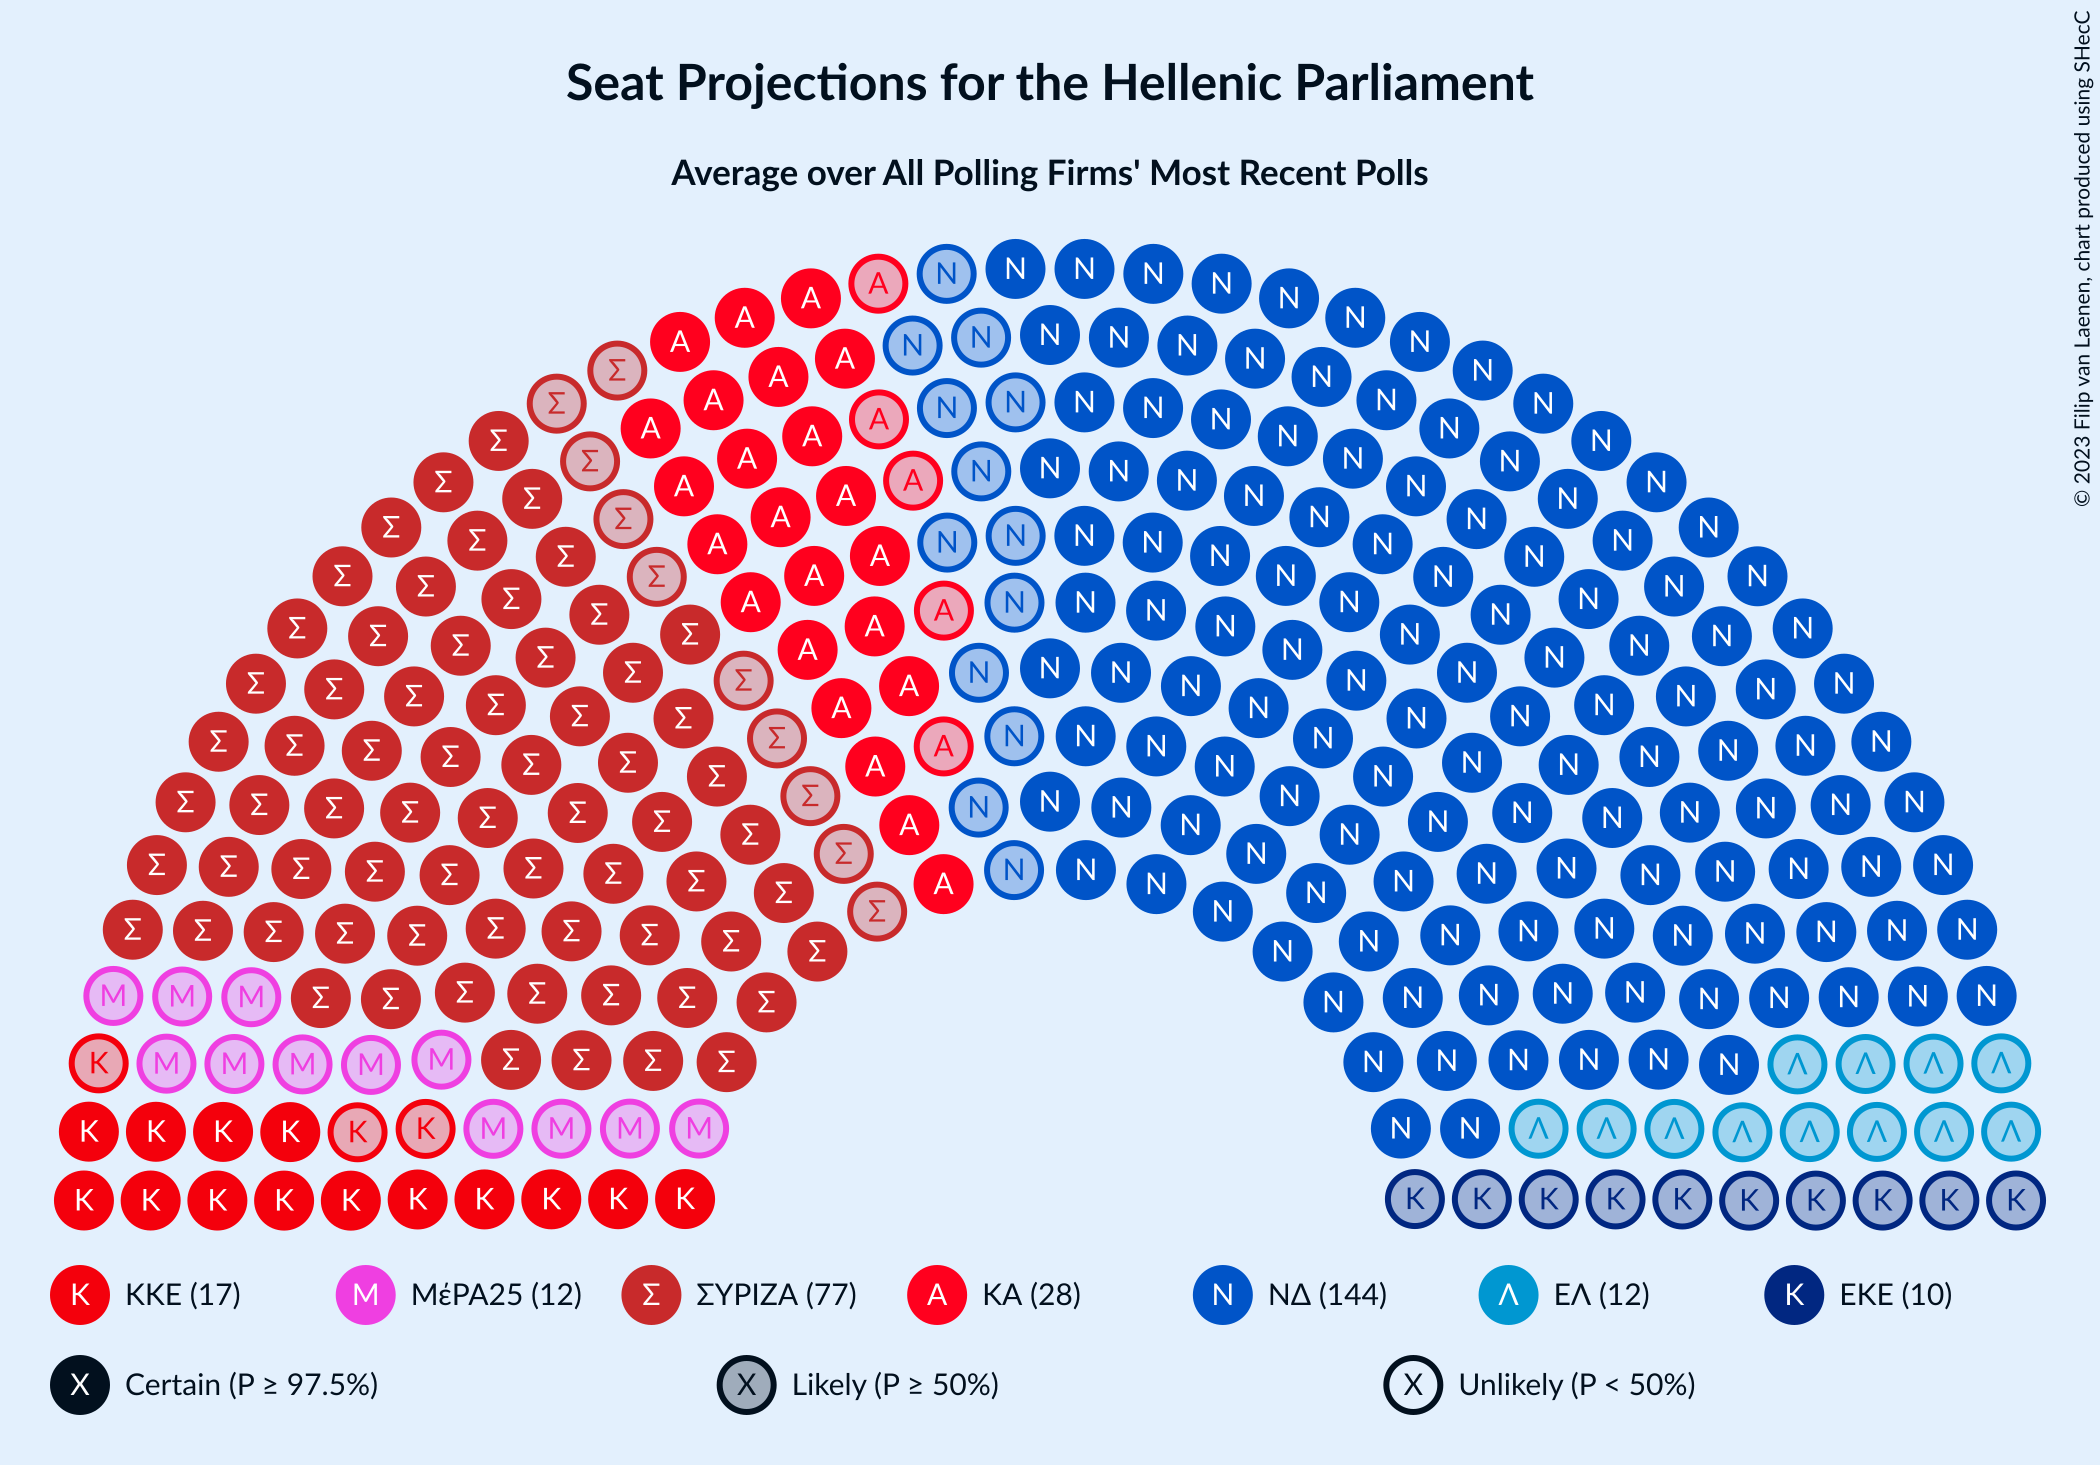 Seat Projections for the Hellenic Parliament
Average over All Polling Firms' Most Recent Polls
© 2023 Filip van Laenen, chart produced using SHecC
K ΚΚΕ (17) M ΜέΡΑ25 (12) Σ ΣΥΡΙΖΑ (77) A ΚΑ (28) N ΝΔ (144) Λ ΕΛ (12) K ΕΚΕ (10)
X Certain (P ≥ 97.5%) X Likely (P ≥ 50%) X Unlikely (P < 50%)